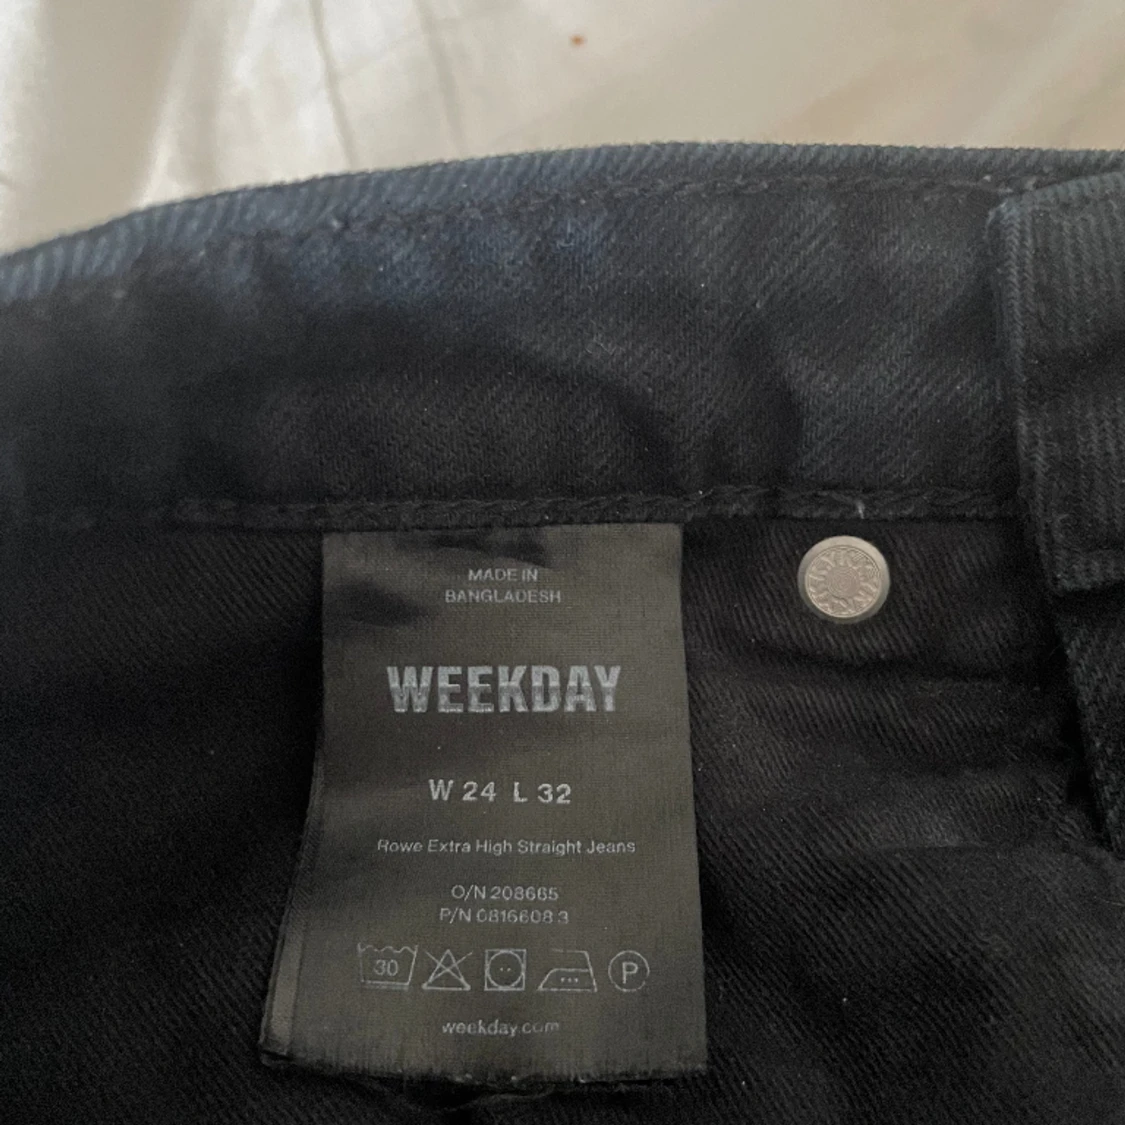 MADE IN
BANGLADESH
WEEKDAY
W 24 L 32
Rowe Extra High Straight Jeans
O/N 208665
P/N 0816608 3
30
P
weekday.com